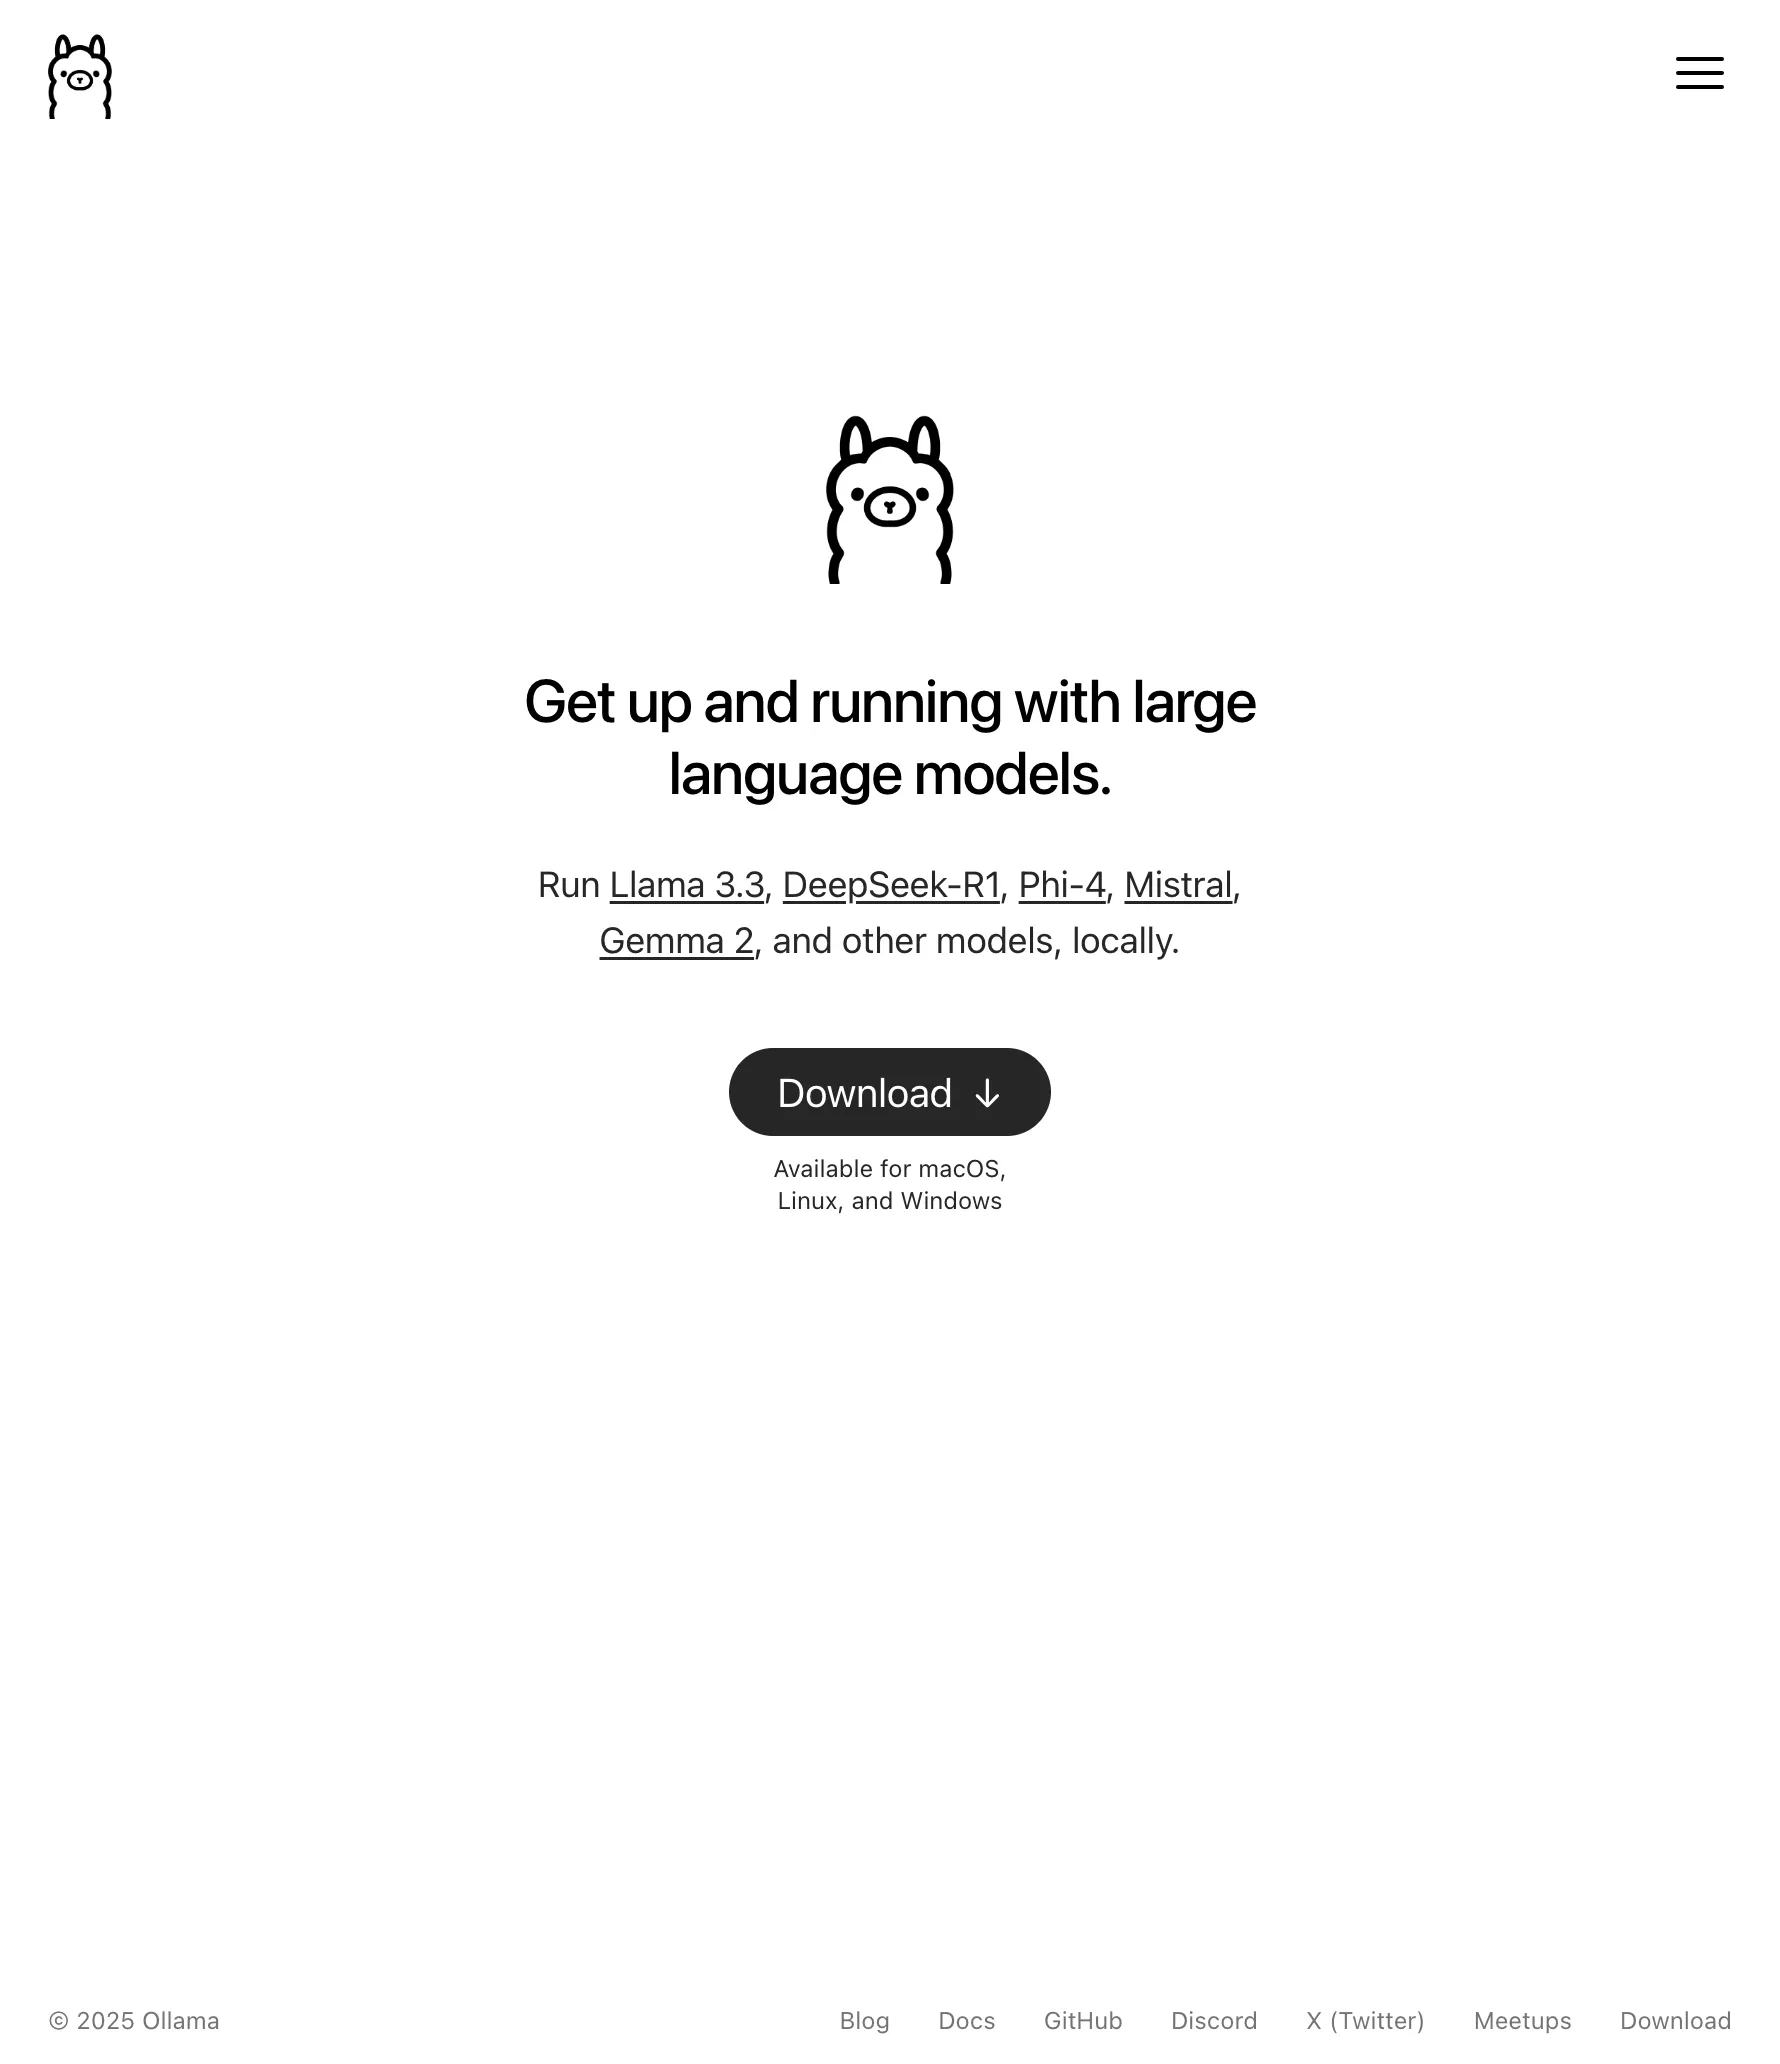 Get up and running with large
language models.
Run Llama 3.3, DeepSeek-R1, Phi-4, Mistral,
Gemma 2, and other models, locally.
Download ↓
Available for macOS,
Linux, and Windows
© 2025 Ollama
Blog Docs GitHub Discord X (Twitter) Meetups Download